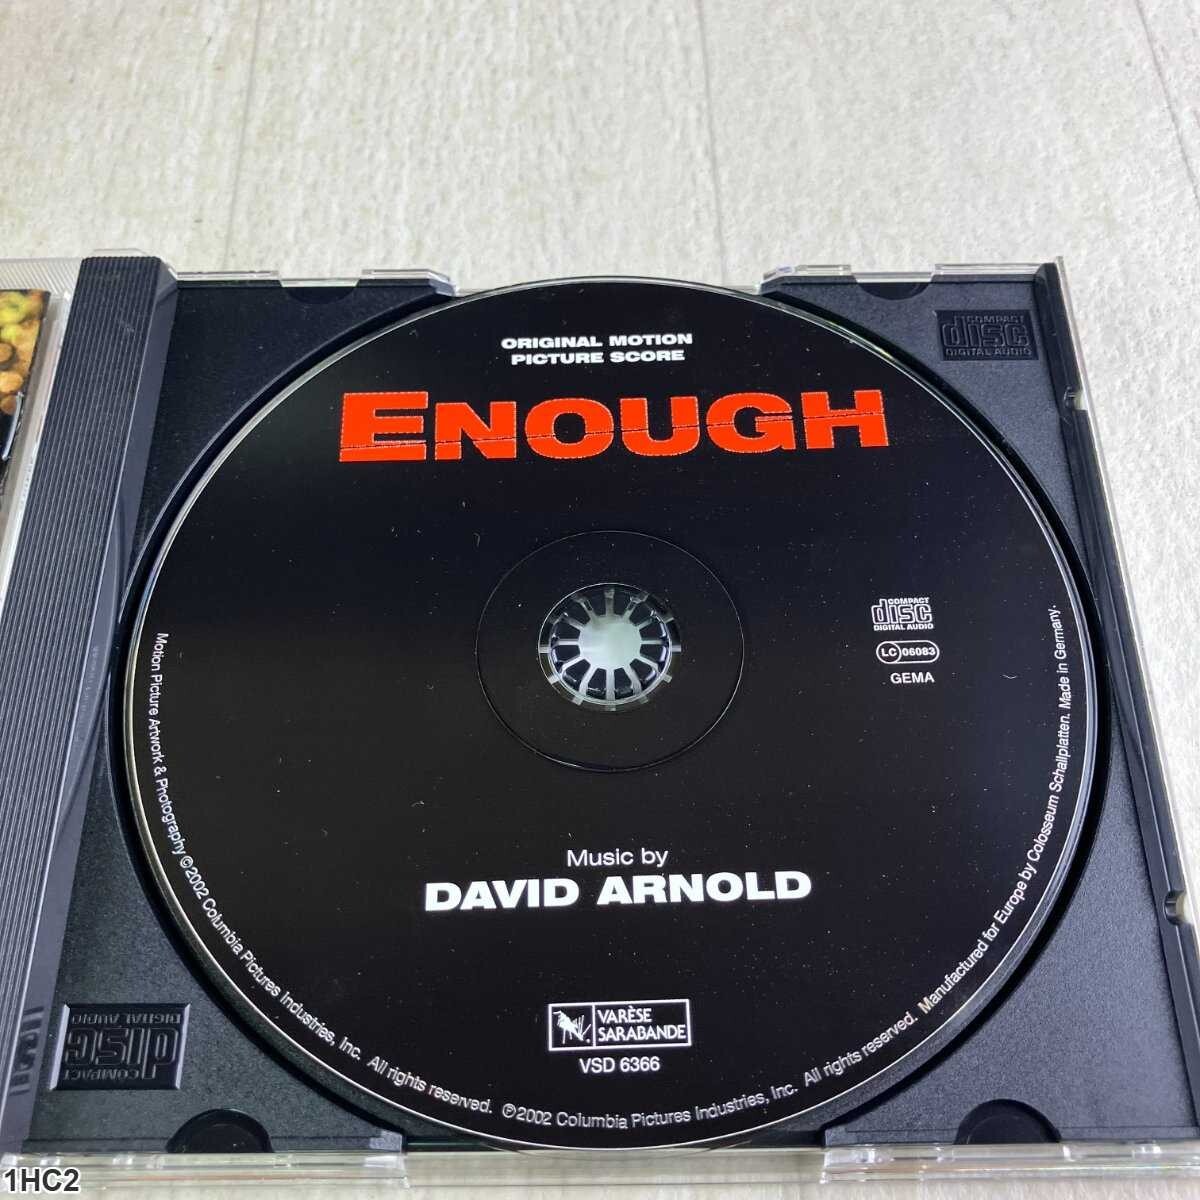 COMPACT
disc
DIGITAL AUDIO
ORIGINAL MOTION
PICTURE SCORE
ENOUGH
COMPACT
disc
DIGITAL AUDIO
LC 06083
GEMA
Music by
DAVID ARNOLD
VARÈSE
SARABANDE
VSD 6366
Motion Picture Artwork & Photography ©2002 Columbia Pictures Industries, Inc. All rights reserved. ℗2002 Columbia Pictures Industries, Inc. All rights reserved. Manufactured for Europe by Colosseum Schallplatten. Made in Germany.
COMPACT
disc
DIGITAL AUDIO
1HC2